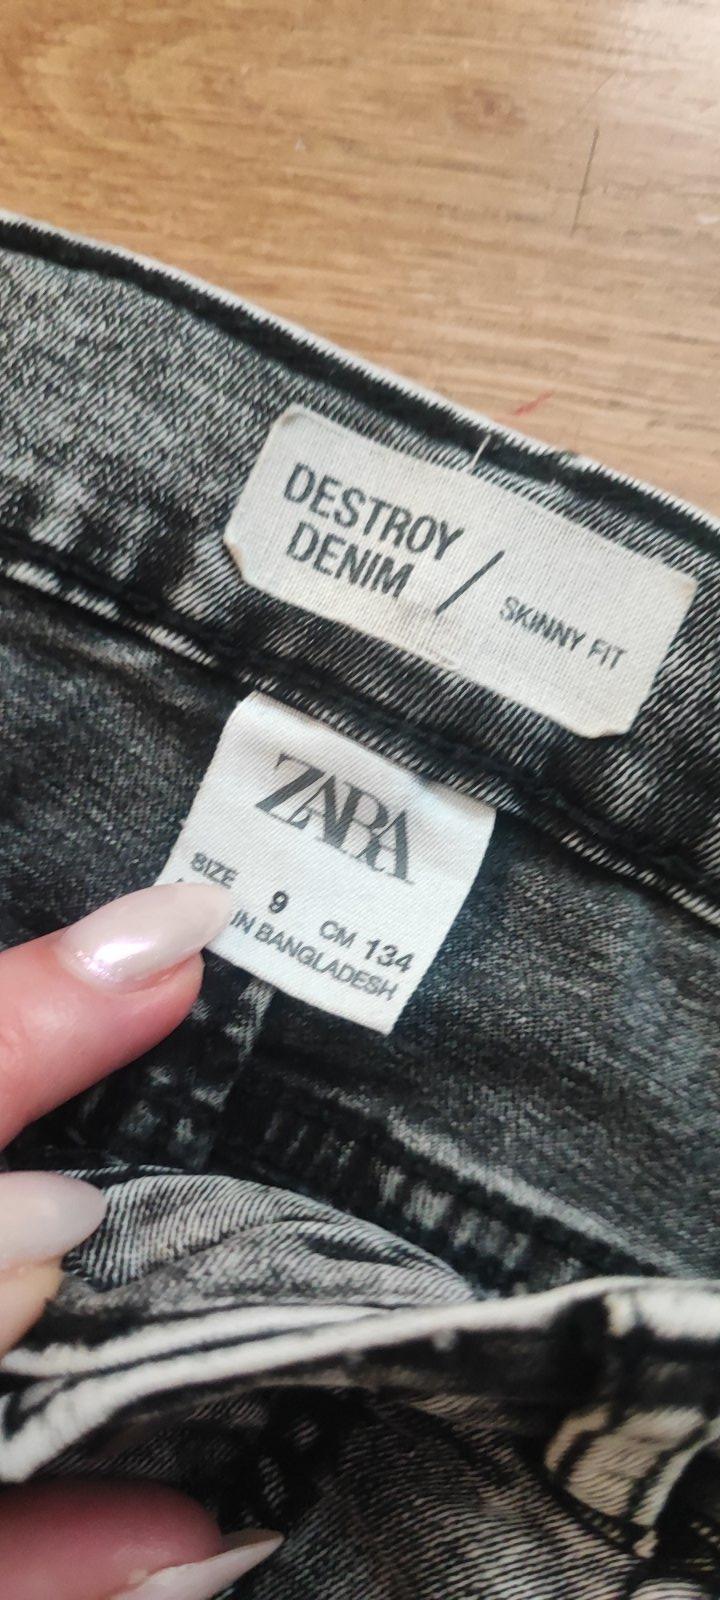 DESTROY
DENIM / SKINNY FIT
ZARA
SIZE 9 CM 134
IN BANGLADESH